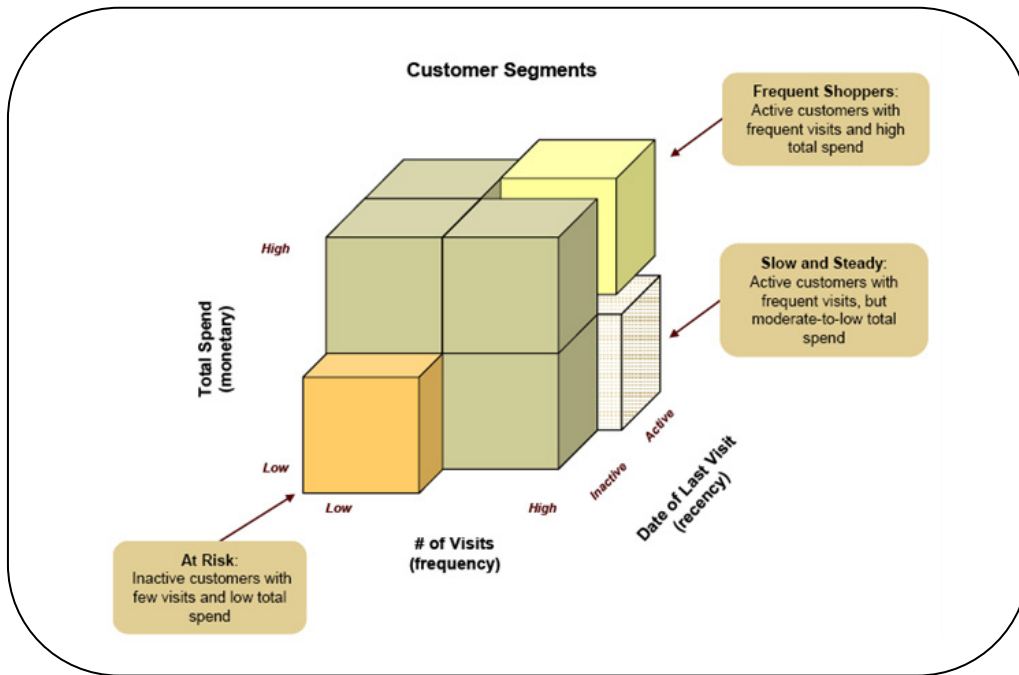 Customer Segments
Frequent Shoppers:
Active customers with
frequent visits and high
total spend
High
Slow and Steady:
Active customers with
frequent visits, but
moderate-to-low total
spend
Total Spend
(monetary)
Low
Low
High
Inactive
Active
Date of Last Visit
(recency)
# of Visits
(frequency)
At Risk:
Inactive customers with
few visits and low total
spend